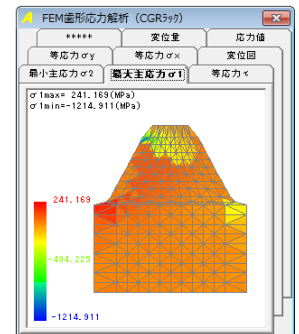 FEM歯形応力解析 (CGRラック)
***** 変位量 応力値
等応力σy 等応力σx 変位図
最小主応力σ2 最大主応力σ1 等応力τ
σ1max= 241.169(MPa)
σ1min=-1214.911(MPa)
241.169
-494.225
-1214.911